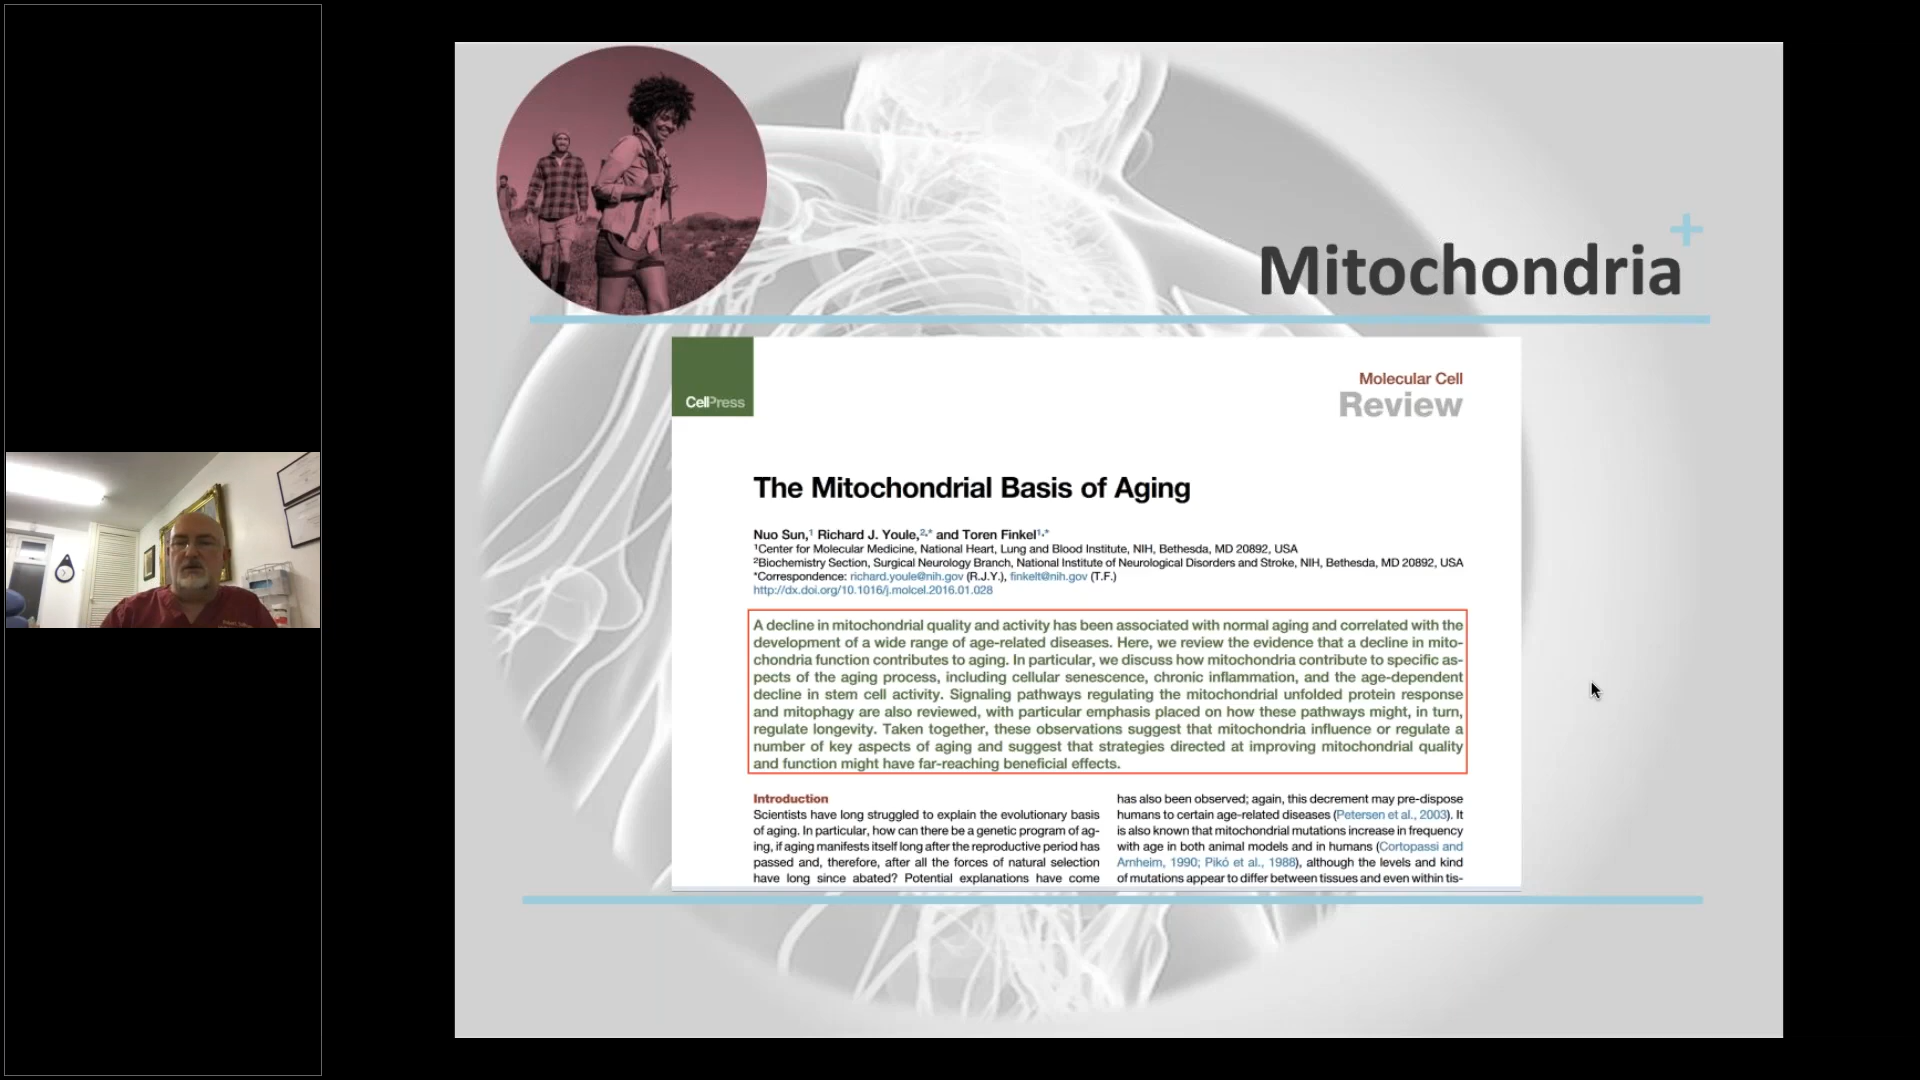 +
Mitochondria
CellPress
Molecular Cell
Review
The Mitochondrial Basis of Aging
Nuo Sun,¹ Richard J. Youle,²,* and Toren Finkel¹,*
¹Center for Molecular Medicine, National Heart, Lung and Blood Institute, NIH, Bethesda, MD 20892, USA
²Biochemistry Section, Surgical Neurology Branch, National Institute of Neurological Disorders and Stroke, NIH, Bethesda, MD 20892, USA
*Correspondence: richard.youle@nih.gov (R.J.Y.), finkelt@nih.gov (T.F.)
http://dx.doi.org/10.1016/j.molcel.2016.01.028
A decline in mitochondrial quality and activity has been associated with normal aging and correlated with the
development of a wide range of age-related diseases. Here, we review the evidence that a decline in mito-
chondria function contributes to aging. In particular, we discuss how mitochondria contribute to specific as-
pects of the aging process, including cellular senescence, chronic inflammation, and the age-dependent
decline in stem cell activity. Signaling pathways regulating the mitochondrial unfolded protein response
and mitophagy are also reviewed, with particular emphasis placed on how these pathways might, in turn,
regulate longevity. Taken together, these observations suggest that mitochondria influence or regulate a
number of key aspects of aging and suggest that strategies directed at improving mitochondrial quality
and function might have far-reaching beneficial effects.
Introduction
Scientists have long struggled to explain the evolutionary basis
of aging. In particular, how can there be a genetic program of ag-
ing, if aging manifests itself long after the reproductive period has
passed and, therefore, after all the forces of natural selection
have long since abated? Potential explanations have come
has also been observed; again, this decrement may pre-dispose
humans to certain age-related diseases (Petersen et al., 2003). It
is also known that mitochondrial mutations increase in frequency
with age in both animal models and in humans (Cortopassi and
Arnheim, 1990; Pikó et al., 1988), although the levels and kind
of mutations appear to differ between tissues and even within tis-